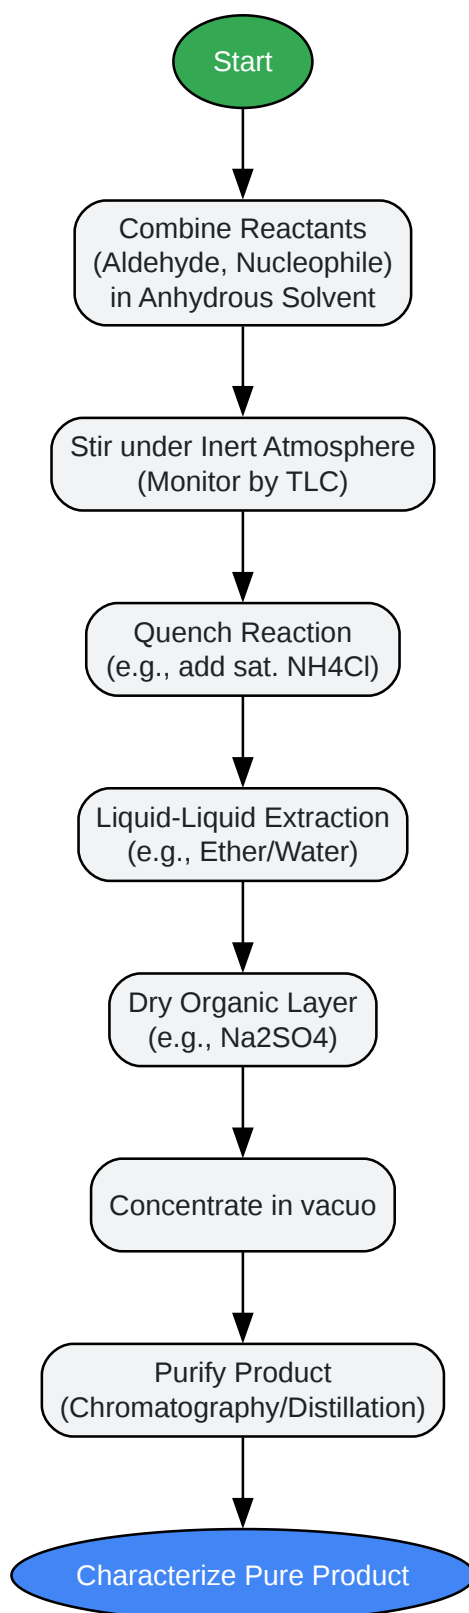 Start
Combine Reactants
(Aldehyde, Nucleophile)
in Anhydrous Solvent
Stir under Inert Atmosphere
(Monitor by TLC)
Quench Reaction
(e.g., add sat. NH4Cl)
Liquid-Liquid Extraction
(e.g., Ether/Water)
Dry Organic Layer
(e.g., Na2SO4)
Concentrate in vacuo
Purify Product
(Chromatography/Distillation)
Characterize Pure Product